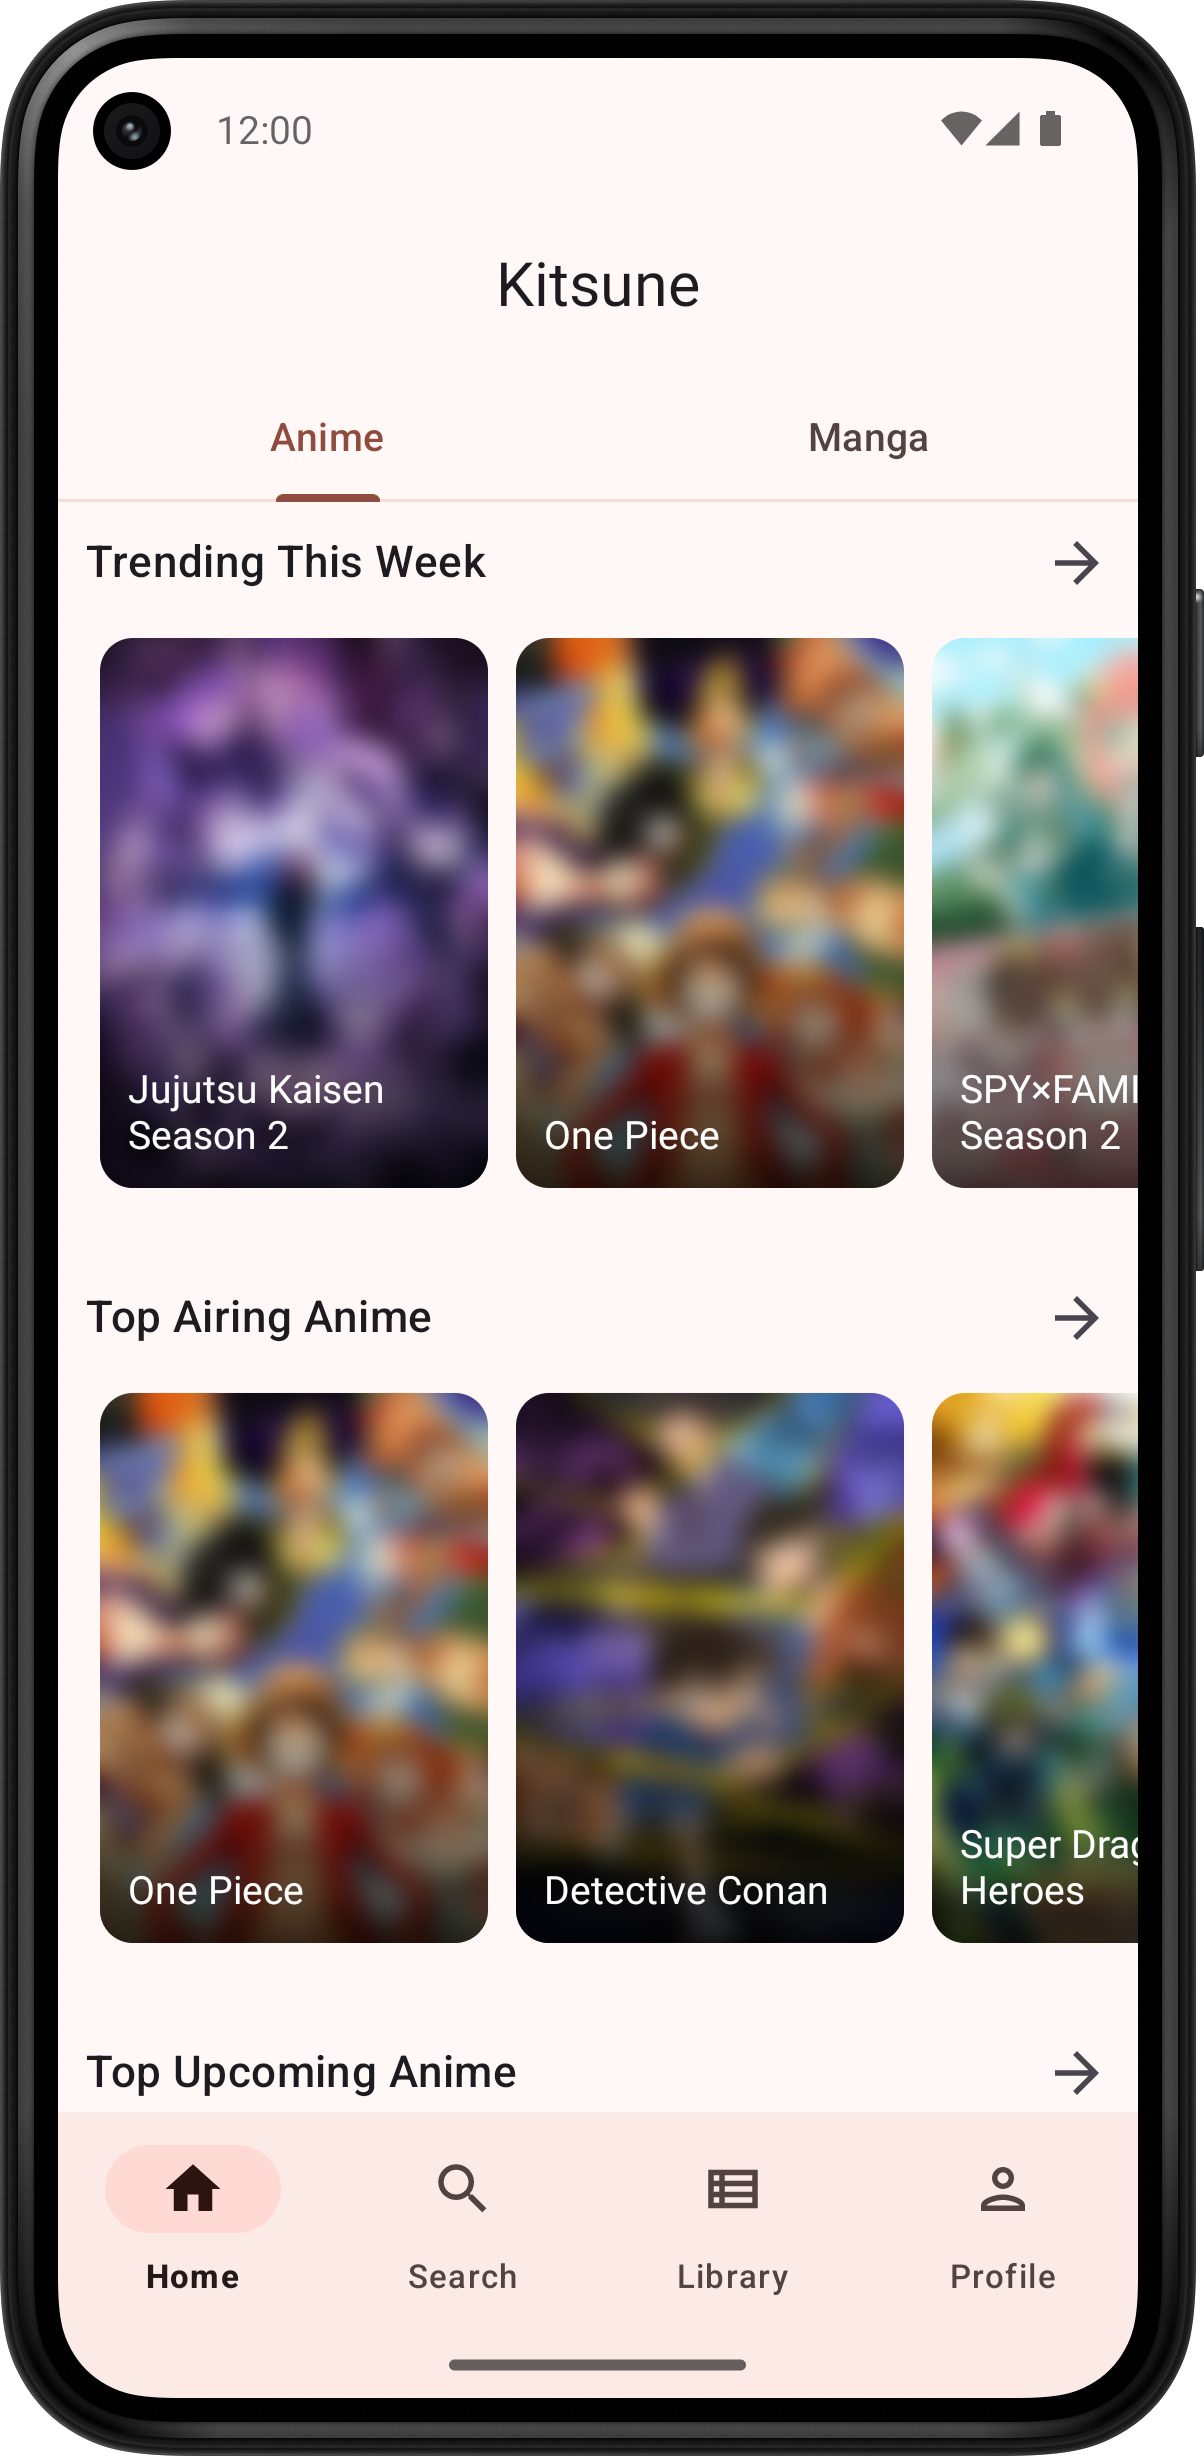 12:00
Kitsune
Anime
Manga
Trending This Week
Jujutsu Kaisen
Season 2
One Piece
SPY×FAMI
Season 2
Top Airing Anime
One Piece
Detective Conan
Super Drag
Heroes
Top Upcoming Anime
Home
Search
Library
Profile